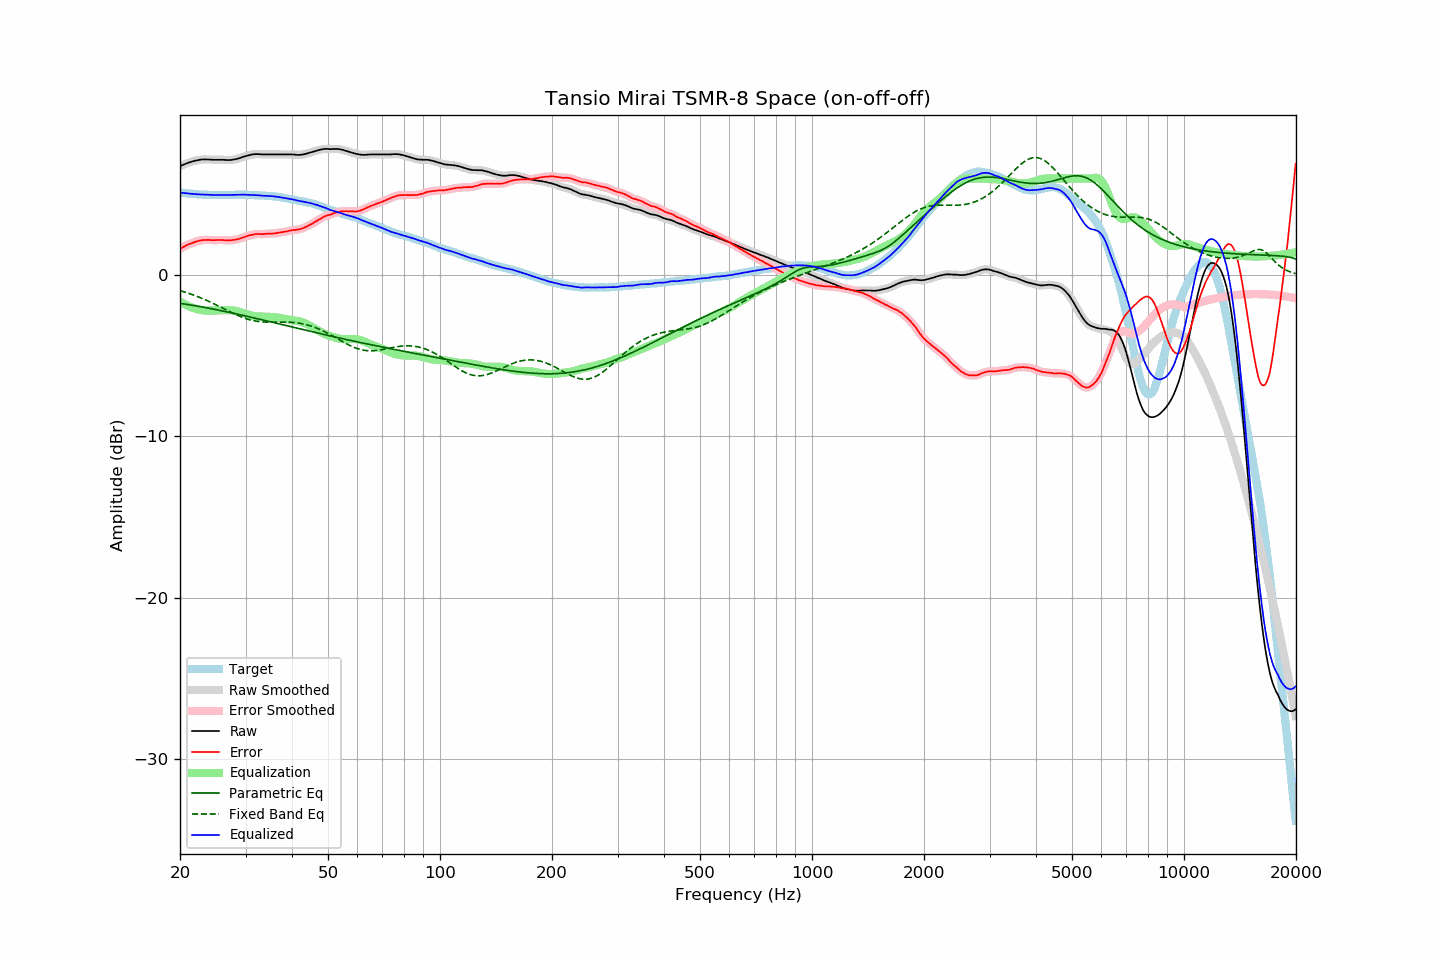 Tansio Mirai TSMR-8 Space (on-off-off)
Amplitude (dBr)
0
−10
−20
−30
Target
Raw Smoothed
Error Smoothed
Raw
Error
Equalization
Parametric Eq
Fixed Band Eq
Equalized
20 50 100 200 500 1000 2000 5000 10000 20000
Frequency (Hz)